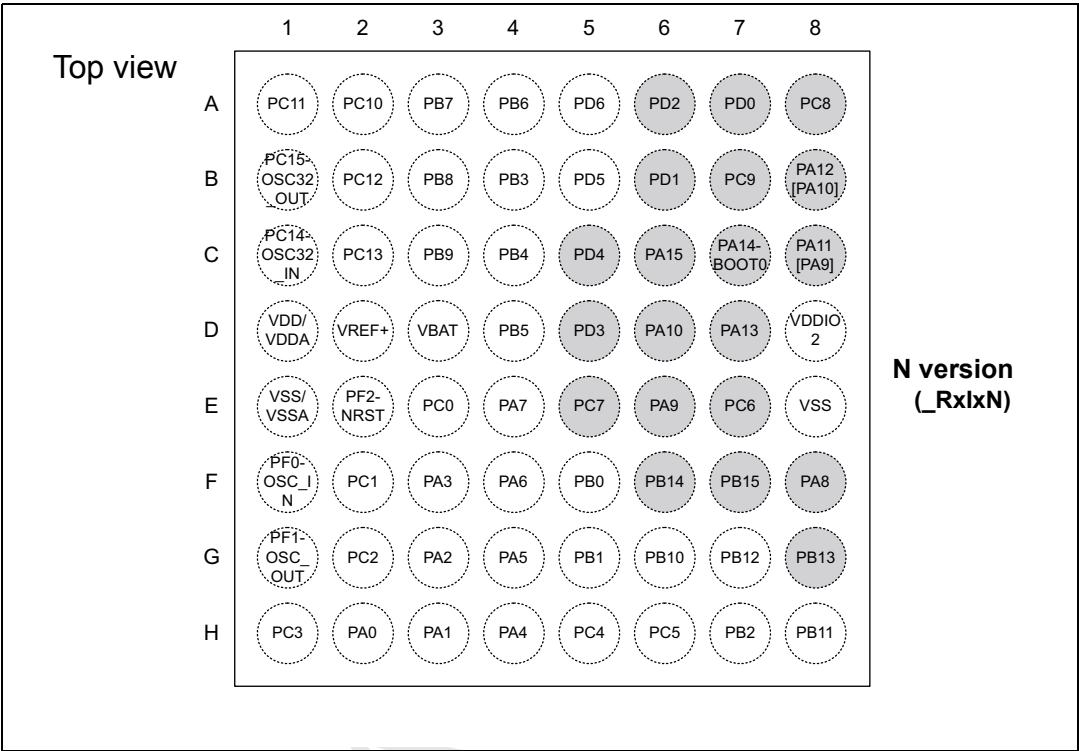 1 2 3 4 5 6 7 8
Top view
A PC11 PC10 PB7 PB6 PD6 PD2 PD0 PC8
B PC15-OSC32_OUT PC12 PB8 PB3 PD5 PD1 PC9 PA12 [PA10]
C PC14-OSC32_IN PC13 PB9 PB4 PD4 PA15 PA14-BOOT0 PA11 [PA9]
D VDD/VDDA VREF+ VBAT PB5 PD3 PA10 PA13 VDDIO2
N version
(_RxIxN)
E VSS/VSSA PF2-NRST PC0 PA7 PC7 PA9 PC6 VSS
F PF0-OSC_IN PC1 PA3 PA6 PB0 PB14 PB15 PA8
G PF1-OSC_OUT PC2 PA2 PA5 PB1 PB10 PB12 PB13
H PC3 PA0 PA1 PA4 PC4 PC5 PB2 PB11